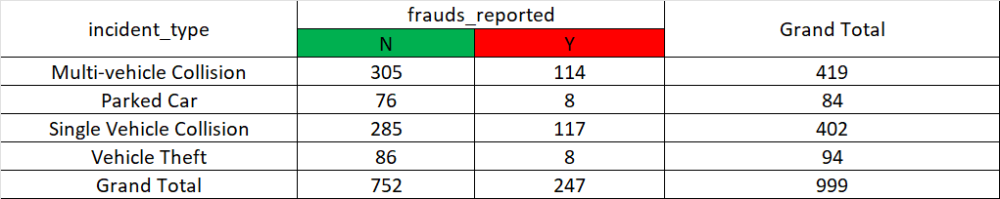 incident_type frauds_reported Grand Total
N Y
Multi-vehicle Collision 305 114 419
Parked Car 76 8 84
Single Vehicle Collision 285 117 402
Vehicle Theft 86 8 94
Grand Total 752 247 999